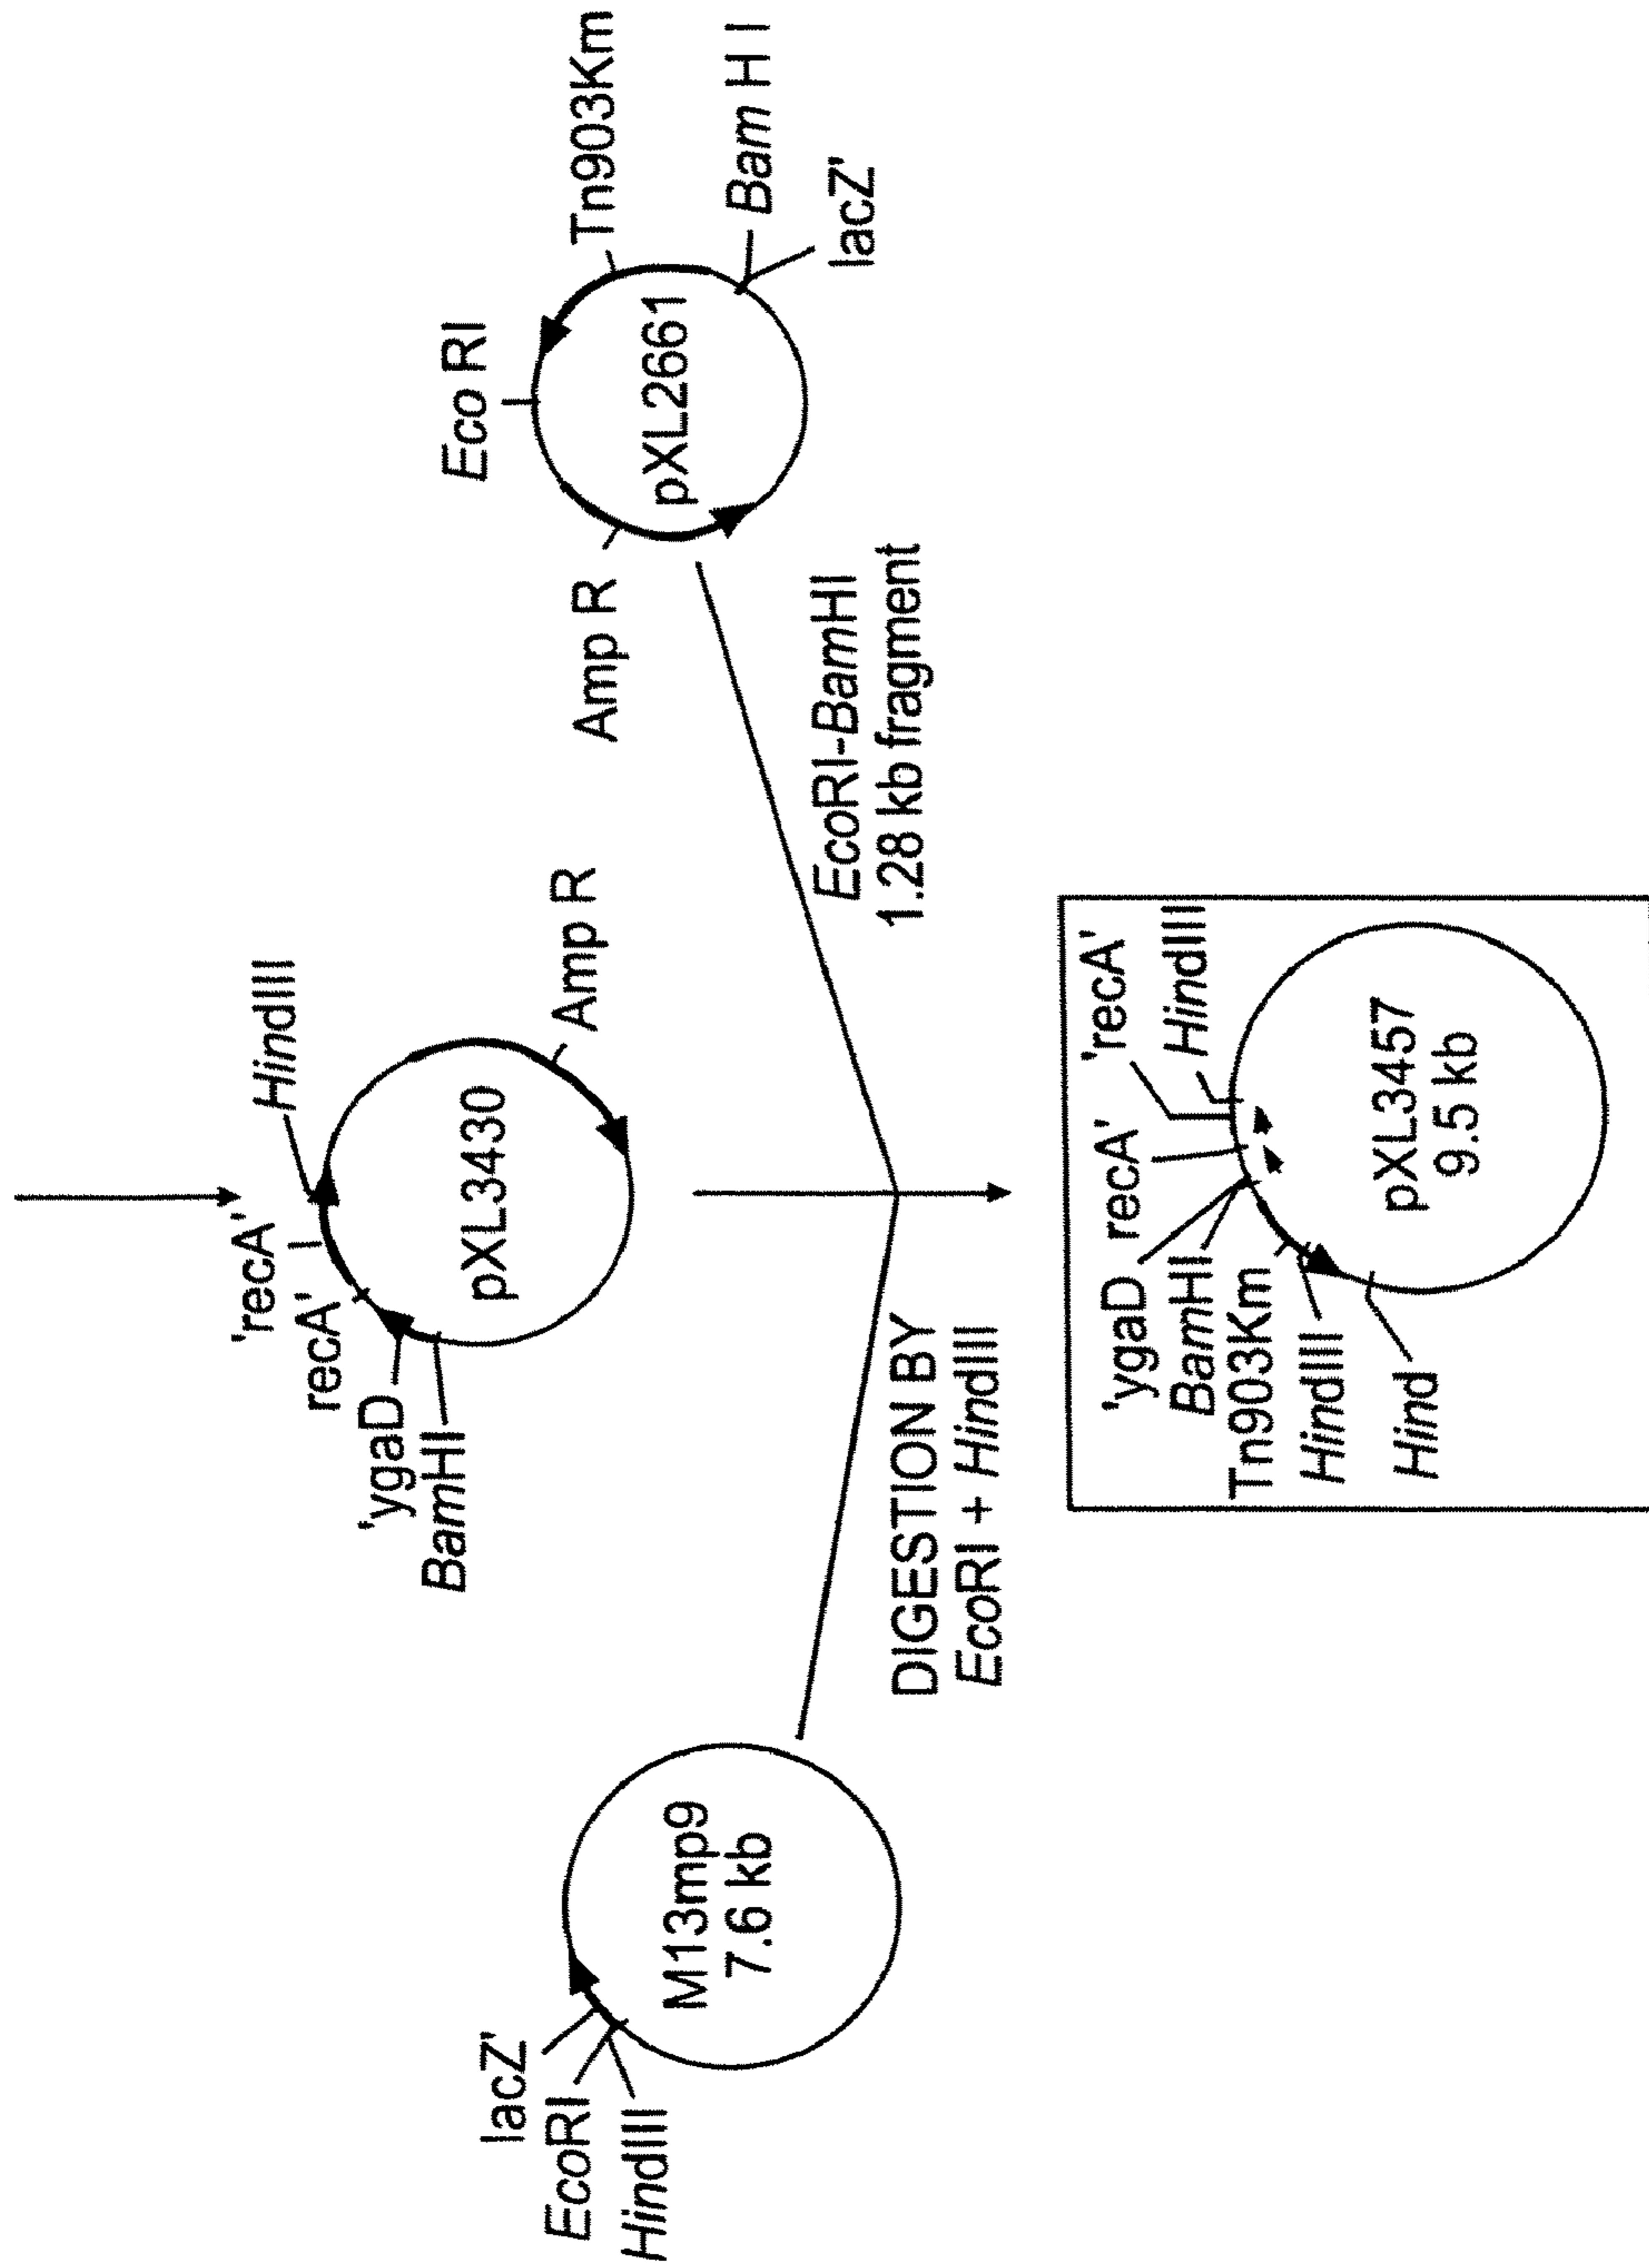 HindIII
'recA'
recA'
'ygaD
BamHI
pXL3430
Amp R
lacZ'
EcoRI
HindIII
M13mp9
7.6 kb
Eco RI
Tn903Km
Amp R
pXL2661
Bam H I
lacZ'
DIGESTION BY
EcoRI + HindIII
EcoRI-BamHI
1.28 kb fragment
'recA'
recA'
HindIII
'ygaD
BamHI
Tn903Km
HindIII
Hind
pXL3457
9.5 kb